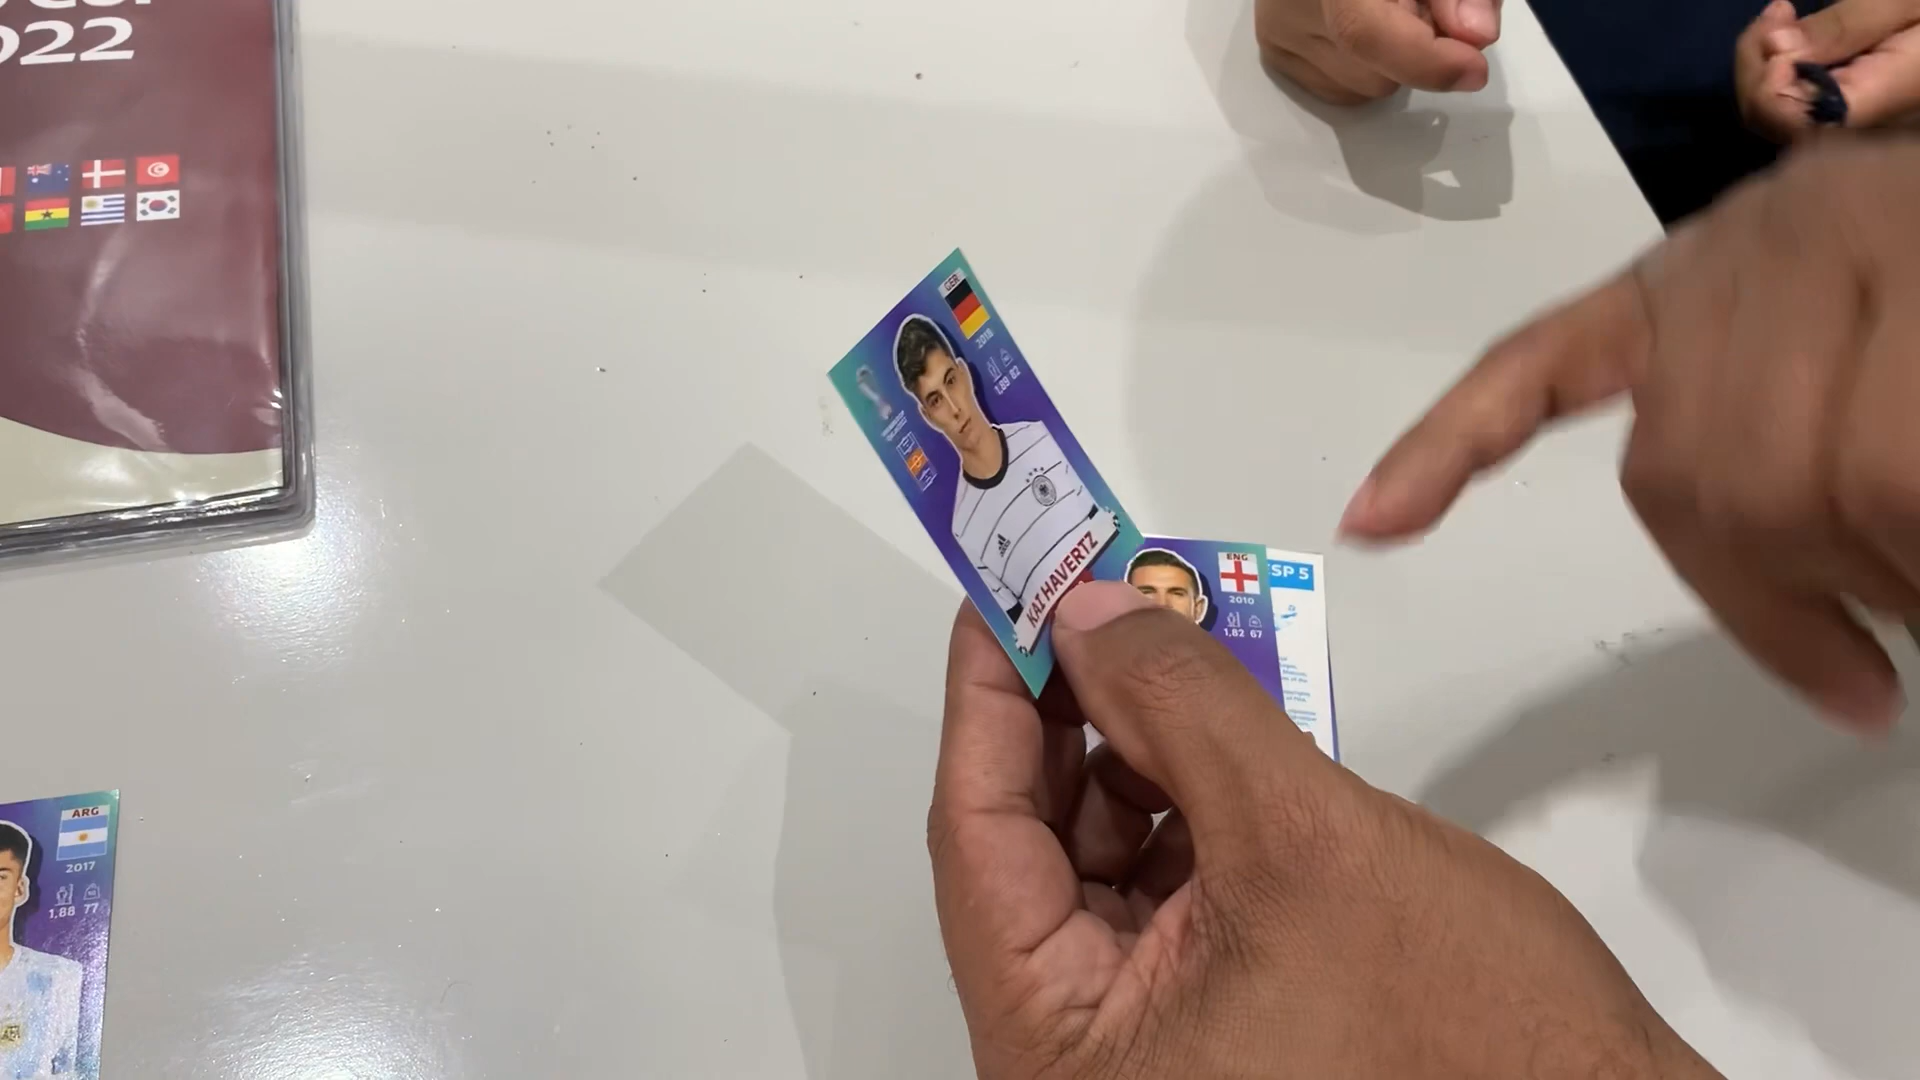 022
GER
2018
1,89 82
KAI HAVERTZ
ENG
2010
1,82 67
ESP 5
ARG
2017
1,88 77
AFA